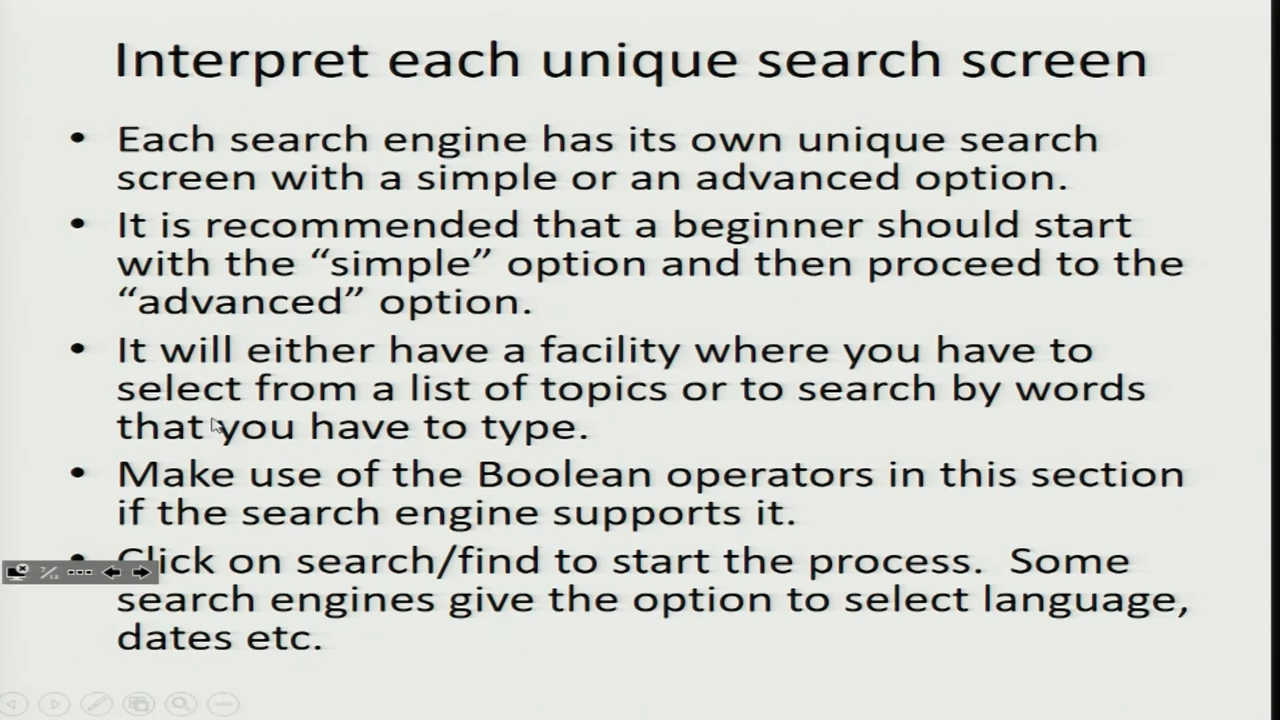 Interpret each unique search screen
• Each search engine has its own unique search
screen with a simple or an advanced option.
• It is recommended that a beginner should start
with the “simple” option and then proceed to the
“advanced” option.
• It will either have a facility where you have to
select from a list of topics or to search by words
that you have to type.
• Make use of the Boolean operators in this section
if the search engine supports it.
• Click on search/find to start the process.  Some
search engines give the option to select language,
dates etc.